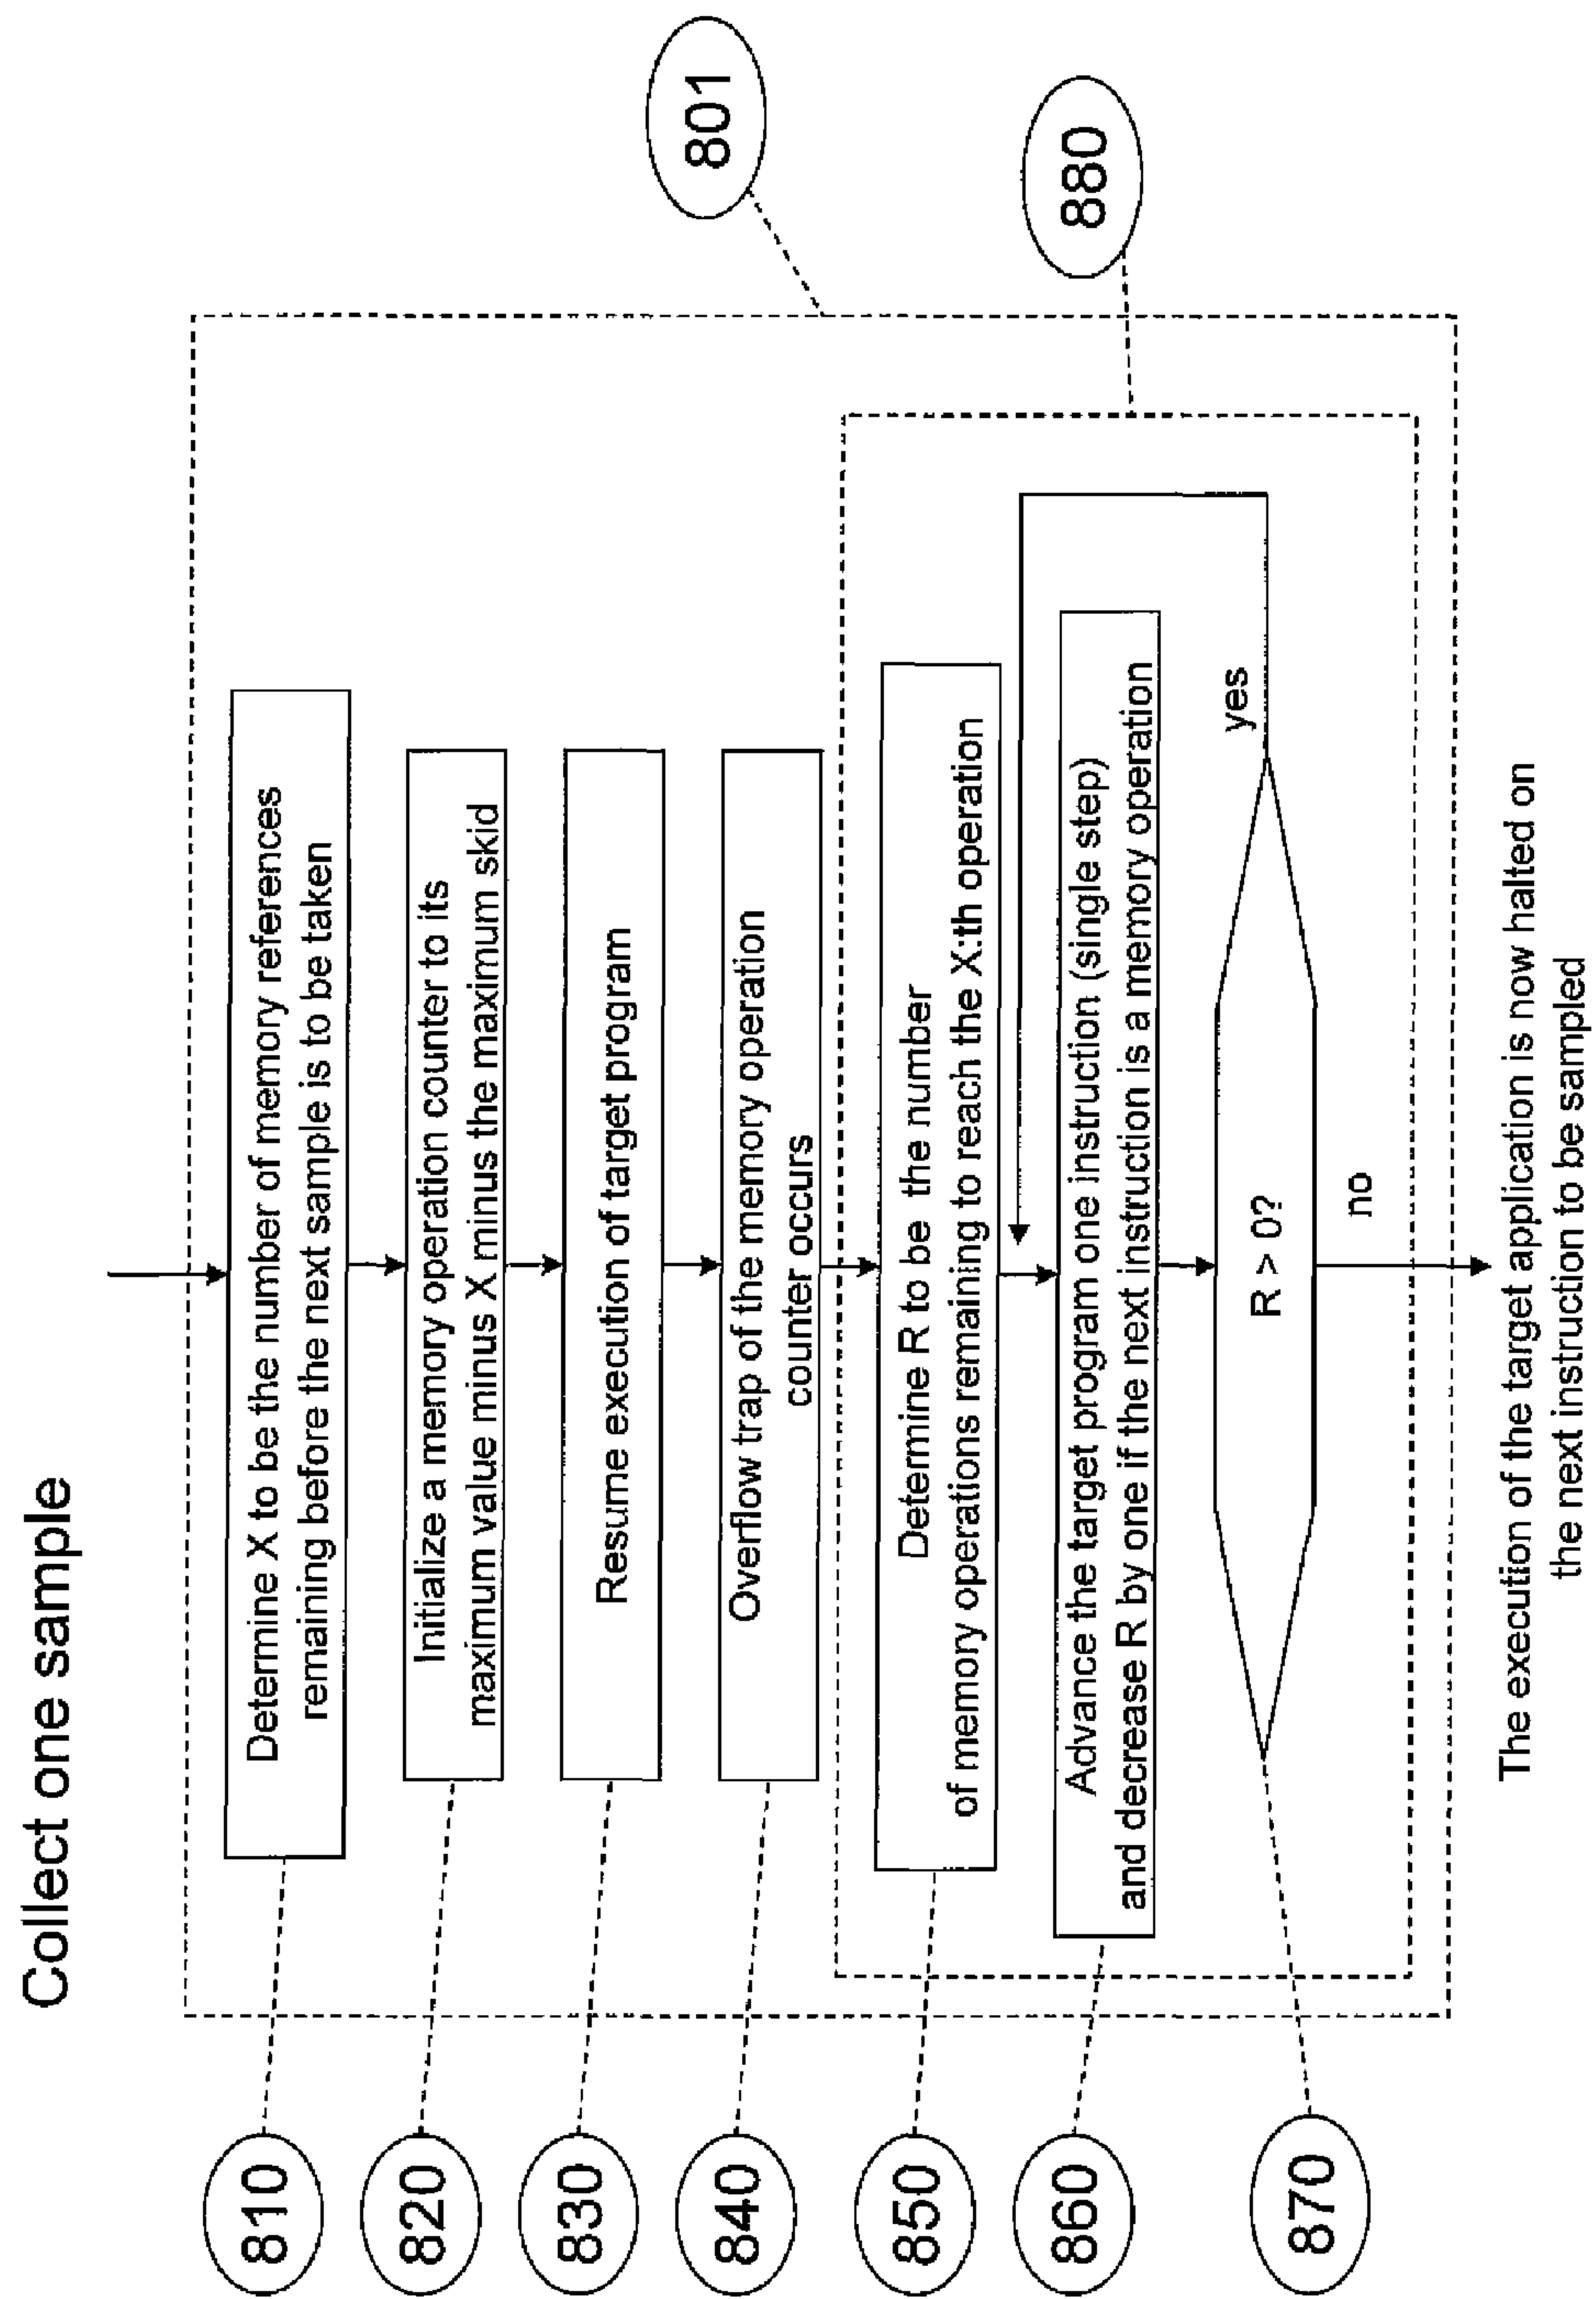 Collect one sample
801
880
810
Determine X to be the number of memory references
remaining before the next sample is to be taken
820
Initialize a memory operation counter to its
maximum value minus X minus the maximum skid
830
Resume execution of target program
840
Overflow trap of the memory operation
counter occurs
850
Determine R to be the number
of memory operations remaining to reach the X:th operation
860
Advance the target program one instruction (single step)
and decrease R by one if the next instruction is a memory operation
870
R > 0?
yes
no
The execution of the target application is now halted on
the next instruction to be sampled